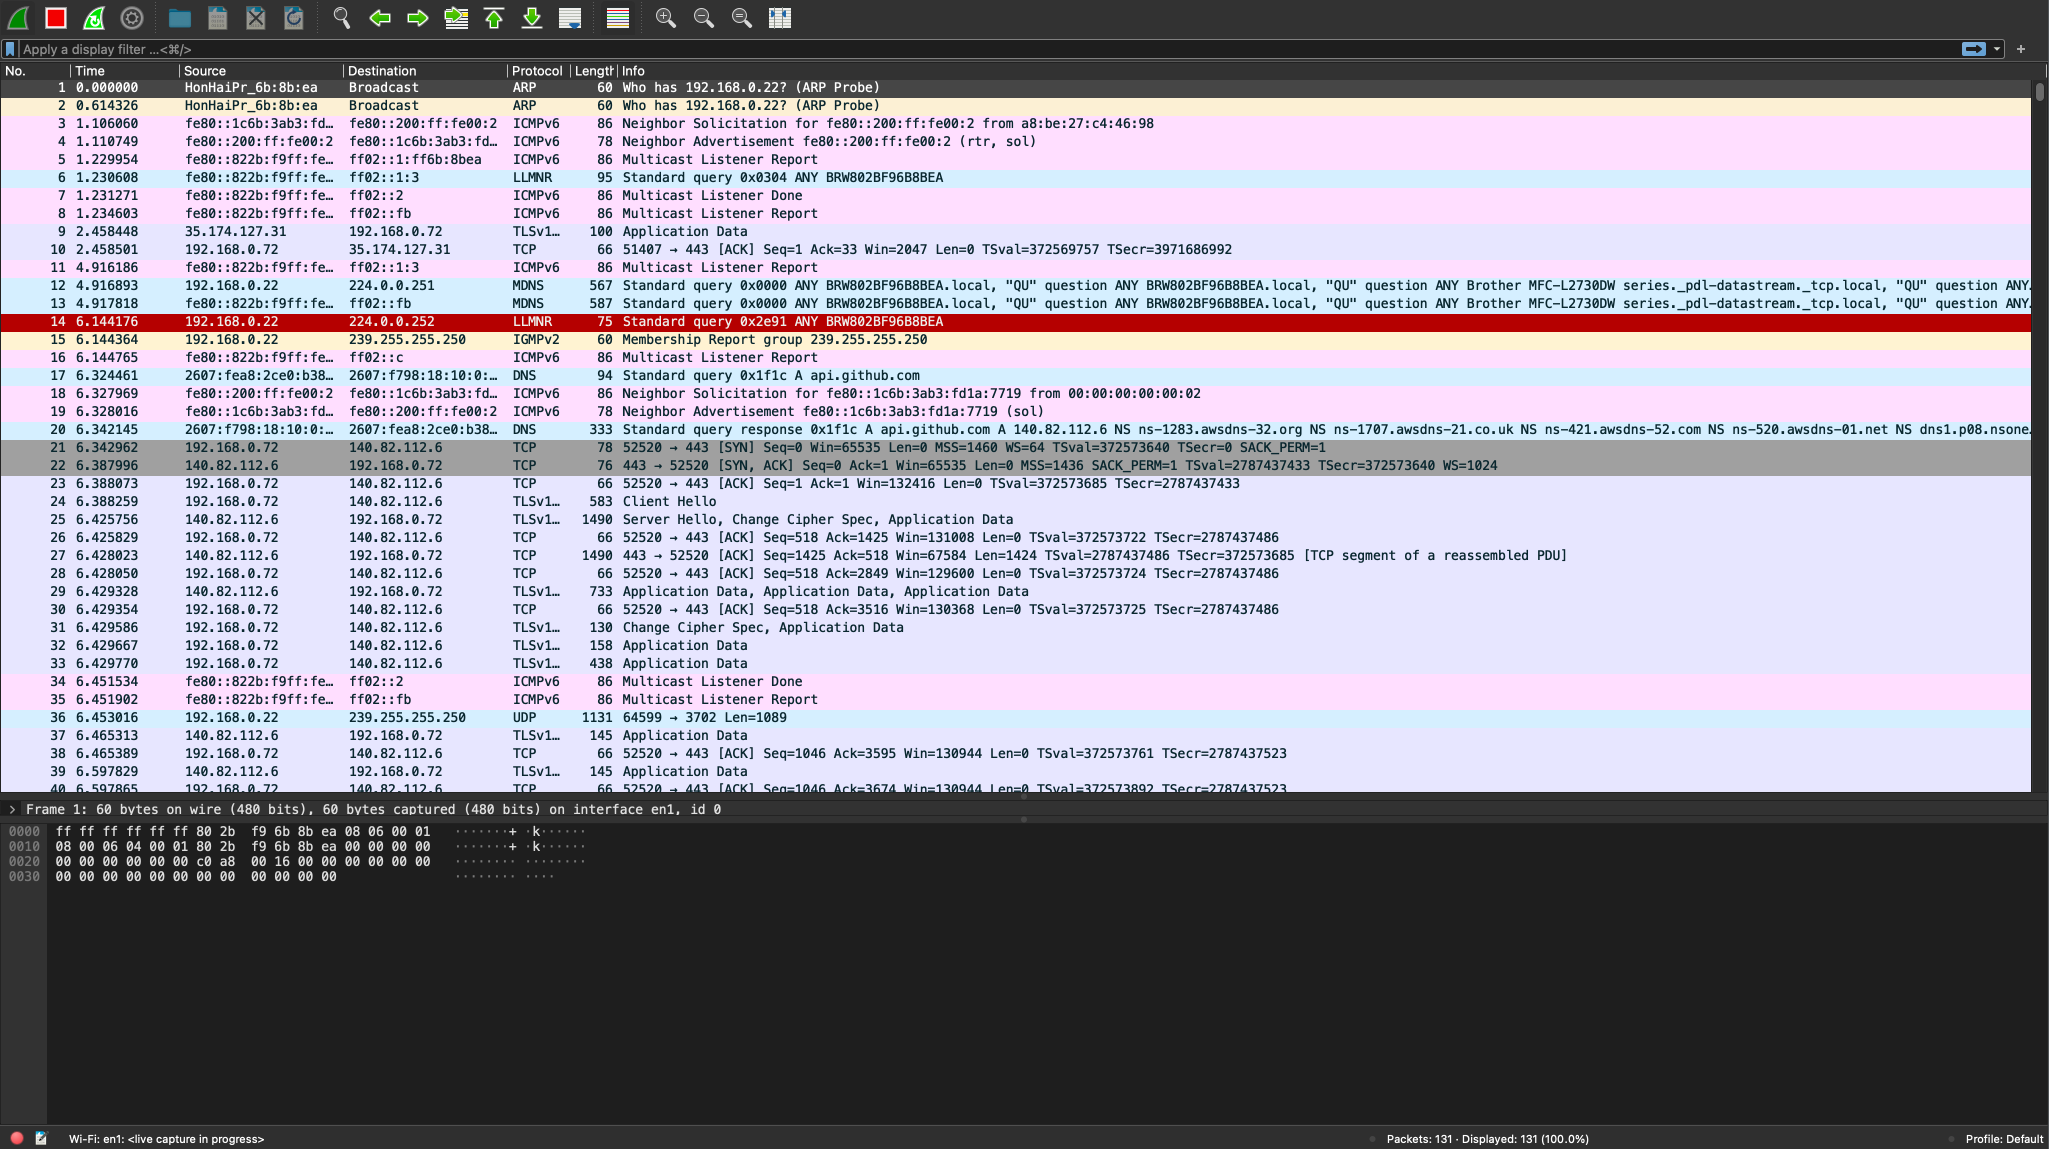 Apply a display filter ...<⌘/>
No. Time Source Destination Protocol Length Info
1 0.000000 HonHaiPr_6b:8b:ea Broadcast ARP 60 Who has 192.168.0.22? (ARP Probe)
2 0.614326 HonHaiPr_6b:8b:ea Broadcast ARP 60 Who has 192.168.0.22? (ARP Probe)
3 1.106060 fe80::1c6b:3ab3:fd… fe80::200:ff:fe00:2 ICMPv6 86 Neighbor Solicitation for fe80::200:ff:fe00:2 from a8:be:27:c4:46:98
4 1.110749 fe80::200:ff:fe00:2 fe80::1c6b:3ab3:fd… ICMPv6 78 Neighbor Advertisement fe80::200:ff:fe00:2 (rtr, sol)
5 1.229954 fe80::822b:f9ff:fe… ff02::1:ff6b:8bea ICMPv6 86 Multicast Listener Report
6 1.230608 fe80::822b:f9ff:fe… ff02::1:3 LLMNR 95 Standard query 0x0304 ANY BRW802BF96B8BEA
7 1.231271 fe80::822b:f9ff:fe… ff02::2 ICMPv6 86 Multicast Listener Done
8 1.234603 fe80::822b:f9ff:fe… ff02::fb ICMPv6 86 Multicast Listener Report
9 2.458448 35.174.127.31 192.168.0.72 TLSv1… 100 Application Data
10 2.458501 192.168.0.72 35.174.127.31 TCP 66 51407 → 443 [ACK] Seq=1 Ack=33 Win=2047 Len=0 TSval=372569757 TSecr=3971686992
11 4.916186 fe80::822b:f9ff:fe… ff02::1:3 ICMPv6 86 Multicast Listener Report
12 4.916893 192.168.0.22 224.0.0.251 MDNS 567 Standard query 0x0000 ANY BRW802BF96B8BEA.local, "QU" question ANY BRW802BF96B8BEA.local, "QU" question ANY Brother MFC-L2730DW series._pdl-datastream._tcp.local, "QU" question ANY.
13 4.917818 fe80::822b:f9ff:fe… ff02::fb MDNS 587 Standard query 0x0000 ANY BRW802BF96B8BEA.local, "QU" question ANY BRW802BF96B8BEA.local, "QU" question ANY Brother MFC-L2730DW series._pdl-datastream._tcp.local, "QU" question ANY.
14 6.144176 192.168.0.22 224.0.0.252 LLMNR 75 Standard query 0x2e91 ANY BRW802BF96B8BEA
15 6.144364 192.168.0.22 239.255.255.250 IGMPv2 60 Membership Report group 239.255.255.250
16 6.144765 fe80::822b:f9ff:fe… ff02::c ICMPv6 86 Multicast Listener Report
17 6.324461 2607:fea8:2ce0:b38… 2607:f798:18:10:0:… DNS 94 Standard query 0x1f1c A api.github.com
18 6.327969 fe80::200:ff:fe00:2 fe80::1c6b:3ab3:fd… ICMPv6 86 Neighbor Solicitation for fe80::1c6b:3ab3:fd1a:7719 from 00:00:00:00:00:02
19 6.328016 fe80::1c6b:3ab3:fd… fe80::200:ff:fe00:2 ICMPv6 78 Neighbor Advertisement fe80::1c6b:3ab3:fd1a:7719 (sol)
20 6.342145 2607:f798:18:10:0:… 2607:fea8:2ce0:b38… DNS 333 Standard query response 0x1f1c A api.github.com A 140.82.112.6 NS ns-1283.awsdns-32.org NS ns-1707.awsdns-21.co.uk NS ns-421.awsdns-52.com NS ns-520.awsdns-01.net NS dns1.p08.nsone.
21 6.342962 192.168.0.72 140.82.112.6 TCP 78 52520 → 443 [SYN] Seq=0 Win=65535 Len=0 MSS=1460 WS=64 TSval=372573640 TSecr=0 SACK_PERM=1
22 6.387996 140.82.112.6 192.168.0.72 TCP 76 443 → 52520 [SYN, ACK] Seq=0 Ack=1 Win=65535 Len=0 MSS=1436 SACK_PERM=1 TSval=2787437433 TSecr=372573640 WS=1024
23 6.388073 192.168.0.72 140.82.112.6 TCP 66 52520 → 443 [ACK] Seq=1 Ack=1 Win=132416 Len=0 TSval=372573685 TSecr=2787437433
24 6.388259 192.168.0.72 140.82.112.6 TLSv1… 583 Client Hello
25 6.425756 140.82.112.6 192.168.0.72 TLSv1… 1490 Server Hello, Change Cipher Spec, Application Data
26 6.425829 192.168.0.72 140.82.112.6 TCP 66 52520 → 443 [ACK] Seq=518 Ack=1425 Win=131008 Len=0 TSval=372573722 TSecr=2787437486
27 6.428023 140.82.112.6 192.168.0.72 TCP 1490 443 → 52520 [ACK] Seq=1425 Ack=518 Win=67584 Len=1424 TSval=2787437486 TSecr=372573685 [TCP segment of a reassembled PDU]
28 6.428050 192.168.0.72 140.82.112.6 TCP 66 52520 → 443 [ACK] Seq=518 Ack=2849 Win=129600 Len=0 TSval=372573724 TSecr=2787437486
29 6.429328 140.82.112.6 192.168.0.72 TLSv1… 733 Application Data, Application Data, Application Data
30 6.429354 192.168.0.72 140.82.112.6 TCP 66 52520 → 443 [ACK] Seq=518 Ack=3516 Win=130368 Len=0 TSval=372573725 TSecr=2787437486
31 6.429586 192.168.0.72 140.82.112.6 TLSv1… 130 Change Cipher Spec, Application Data
32 6.429667 192.168.0.72 140.82.112.6 TLSv1… 158 Application Data
33 6.429770 192.168.0.72 140.82.112.6 TLSv1… 438 Application Data
34 6.451534 fe80::822b:f9ff:fe… ff02::2 ICMPv6 86 Multicast Listener Done
35 6.451902 fe80::822b:f9ff:fe… ff02::fb ICMPv6 86 Multicast Listener Report
36 6.453016 192.168.0.22 239.255.255.250 UDP 1131 64599 → 3702 Len=1089
37 6.465313 140.82.112.6 192.168.0.72 TLSv1… 145 Application Data
38 6.465389 192.168.0.72 140.82.112.6 TCP 66 52520 → 443 [ACK] Seq=1046 Ack=3595 Win=130944 Len=0 TSval=372573761 TSecr=2787437523
39 6.597829 140.82.112.6 192.168.0.72 TLSv1… 145 Application Data
40 6.597865 192.168.0.72 140.82.112.6 TCP 66 52520 → 443 [ACK] Seq=1046 Ack=3674 Win=130944 Len=0 TSval=372573892 TSecr=2787437523
> Frame 1: 60 bytes on wire (480 bits), 60 bytes captured (480 bits) on interface en1, id 0
0000 ff ff ff ff ff ff 80 2b f9 6b 8b ea 08 06 00 01 ·······+ ·k······
0010 08 00 06 04 00 01 80 2b f9 6b 8b ea 00 00 00 00 ·······+ ·k······
0020 00 00 00 00 00 00 c0 a8 00 16 00 00 00 00 00 00 ········ ········
0030 00 00 00 00 00 00 00 00 00 00 00 00 ········ ····
Wi-Fi: en1: <live capture in progress> Packets: 131 · Displayed: 131 (100.0%) Profile: Default